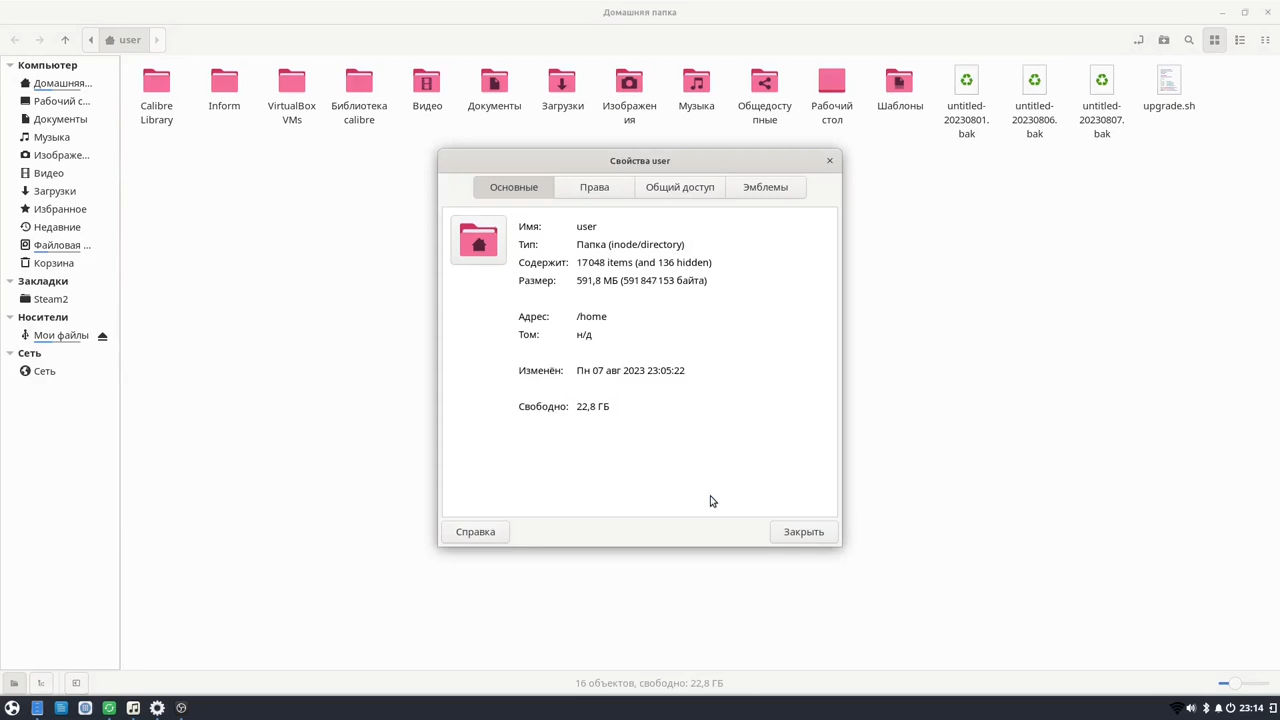 Домашняя папка
user
Компьютер
Домашняя...
Рабочий с...
Документы
Музыка
Изображе...
Видео
Загрузки
Избранное
Недавние
Файловая ...
Корзина
Закладки
Steam2
Носители
Мои файлы
Сеть
Сеть
Calibre
Library
Inform
VirtualBox
VMs
Библиотека
calibre
Видео
Документы
Загрузки
Изображен
ия
Музыка
Общедосту
пные
Рабочий
стол
Шаблоны
untitled-
20230801.
bak
untitled-
20230806.
bak
untitled-
20230807.
bak
upgrade.sh
Свойства user
Основные
Права
Общий доступ
Эмблемы
Имя: user
Тип: Папка (inode/directory)
Содержит: 17 048 items (and 136 hidden)
Размер: 591,8 МБ (591 847 153 байта)
Адрес: /home
Том: н/д
Изменён: Пн 07 авг 2023 23:05:22
Свободно: 22,8 ГБ
Справка
Закрыть
16 объектов, свободно: 22,8 ГБ
23:14